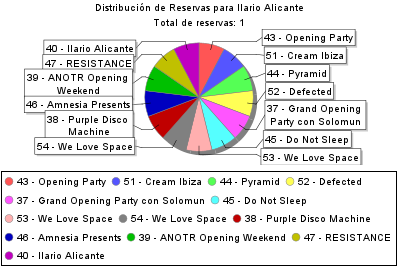 Distribución de Reservas para Ilario Alicante
Total de reservas: 1
43 - Opening Party
51 - Cream Ibiza
44 - Pyramid
52 - Defected
37 - Grand Opening
Party con Solomun
45 - Do Not Sleep
53 - We Love Space
54 - We Love Space
38 - Purple Disco
Machine
46 - Amnesia Presents
39 - ANOTR Opening
Weekend
47 - RESISTANCE
40 - Ilario Alicante
43 - Opening Party 51 - Cream Ibiza 44 - Pyramid 52 - Defected
37 - Grand Opening Party con Solomun 45 - Do Not Sleep
53 - We Love Space 54 - We Love Space 38 - Purple Disco Machine
46 - Amnesia Presents 39 - ANOTR Opening Weekend 47 - RESISTANCE
40 - Ilario Alicante